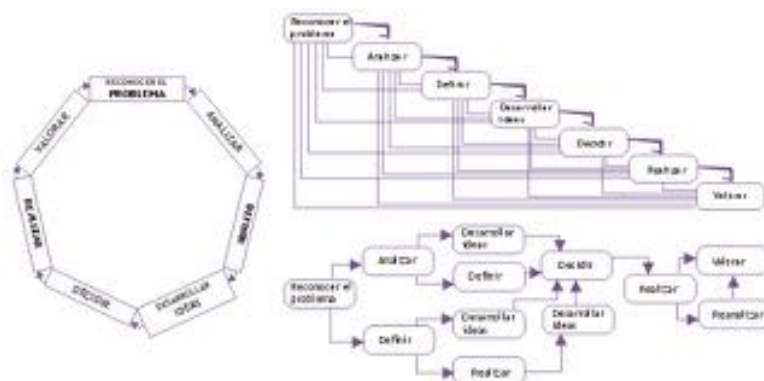 RECONOCER EL
PROBLEMA
ANALIZAR
DEFINIR
DESARROLLAR
IDEAS
DECIDIR
REALIZAR
VALORAR
Reconocer el
problema
Analizar
Definir
Desarrollar
ideas
Decidir
Realizar
Valorar
Reconocer el
problema
Analizar
Desarrollar
ideas
Definir
Decidir
Definir
Desarrollar
ideas
Realizar
Desarrollar
ideas
Realizar
Valorar
Reanalizar